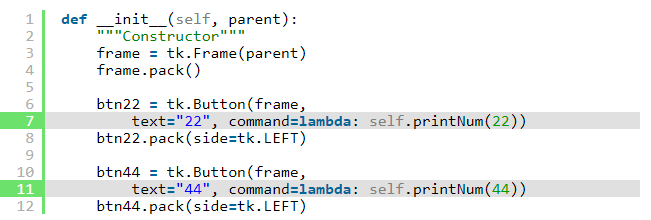 1 def __init__(self, parent):
2     """Constructor"""
3     frame = tk.Frame(parent)
4     frame.pack()
5
6     btn22 = tk.Button(frame,
7         text="22", command=lambda: self.printNum(22))
8     btn22.pack(side=tk.LEFT)
9
10     btn44 = tk.Button(frame,
11         text="44", command=lambda: self.printNum(44))
12     btn44.pack(side=tk.LEFT)